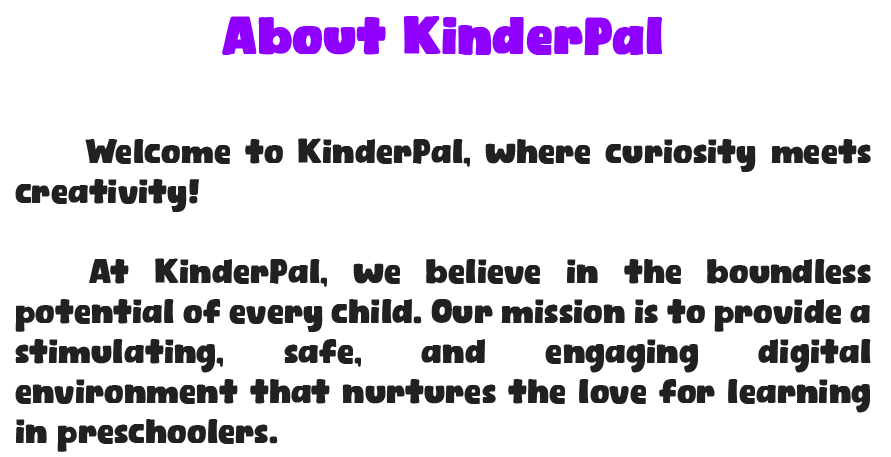 About KinderPal
Welcome to KinderPal, where curiosity meets
creativity!
At KinderPal, we believe in the boundless
potential of every child. Our mission is to provide a
stimulating, safe, and engaging digital
environment that nurtures the love for learning
in preschoolers.